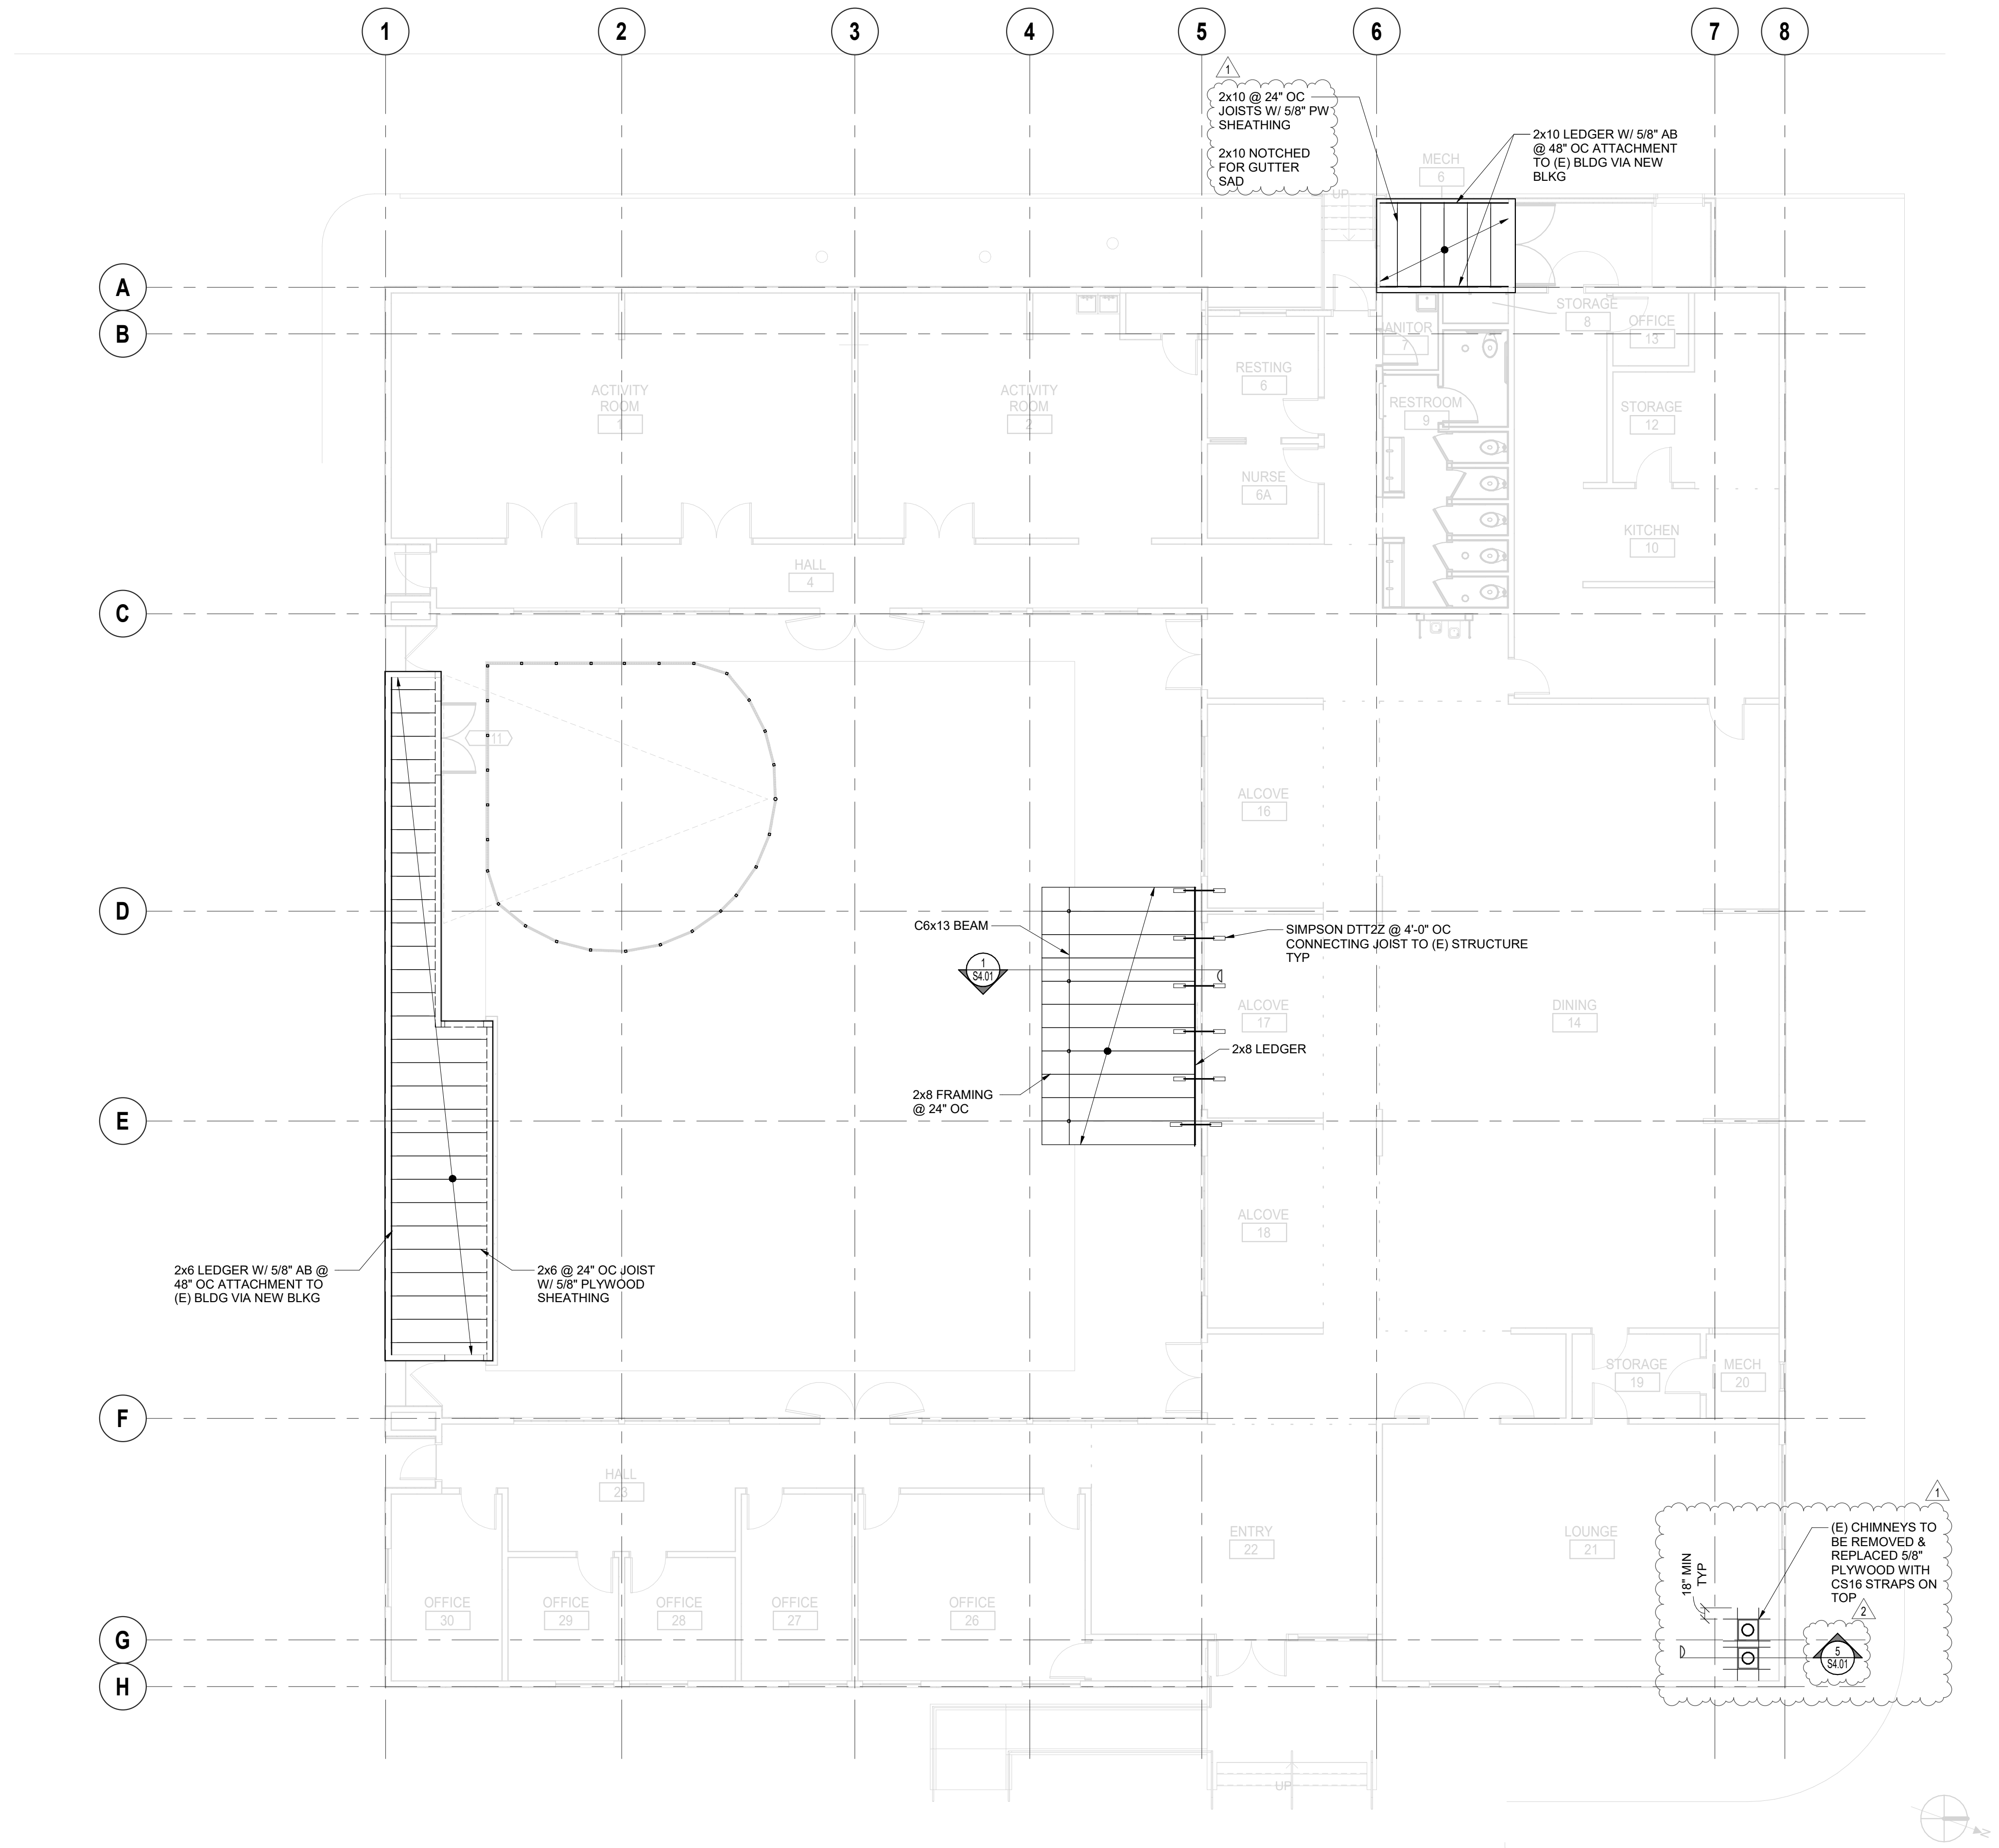 1
2
3
4
5
6
7
8
1
2x10 @ 24" OC
JOISTS W/ 5/8" PW
SHEATHING
2x10 NOTCHED
FOR GUTTER
SAD
2x10 LEDGER W/ 5/8" AB
@ 48" OC ATTACHMENT
TO (E) BLDG VIA NEW
BLKG
MECH
6
UP
A
B
STORAGE
8
OFFICE
13
ANITOR
7
RESTING
6
ACTIVITY
ROOM
1
ACTIVITY
ROOM
2
RESTROOM
9
STORAGE
12
NURSE
6A
KITCHEN
10
HALL
4
C
11
ALCOVE
16
D
C6x13 BEAM
SIMPSON DTT2Z @ 4'-0" OC
CONNECTING JOIST TO (E) STRUCTURE
TYP
1
S4.01
ALCOVE
17
DINING
14
2x8 LEDGER
2x8 FRAMING
@ 24" OC
E
ALCOVE
18
2x6 LEDGER W/ 5/8" AB @
48" OC ATTACHMENT TO
(E) BLDG VIA NEW BLKG
2x6 @ 24" OC JOIST
W/ 5/8" PLYWOOD
SHEATHING
STORAGE
19
MECH
20
F
HALL
23
1
ENTRY
22
LOUNGE
21
(E) CHIMNEYS TO
BE REMOVED &
REPLACED 5/8"
PLYWOOD WITH
CS16 STRAPS ON
TOP
18" MIN
TYP
2
OFFICE
30
OFFICE
29
OFFICE
28
OFFICE
27
OFFICE
26
G
5
S4.01
H
UP
N